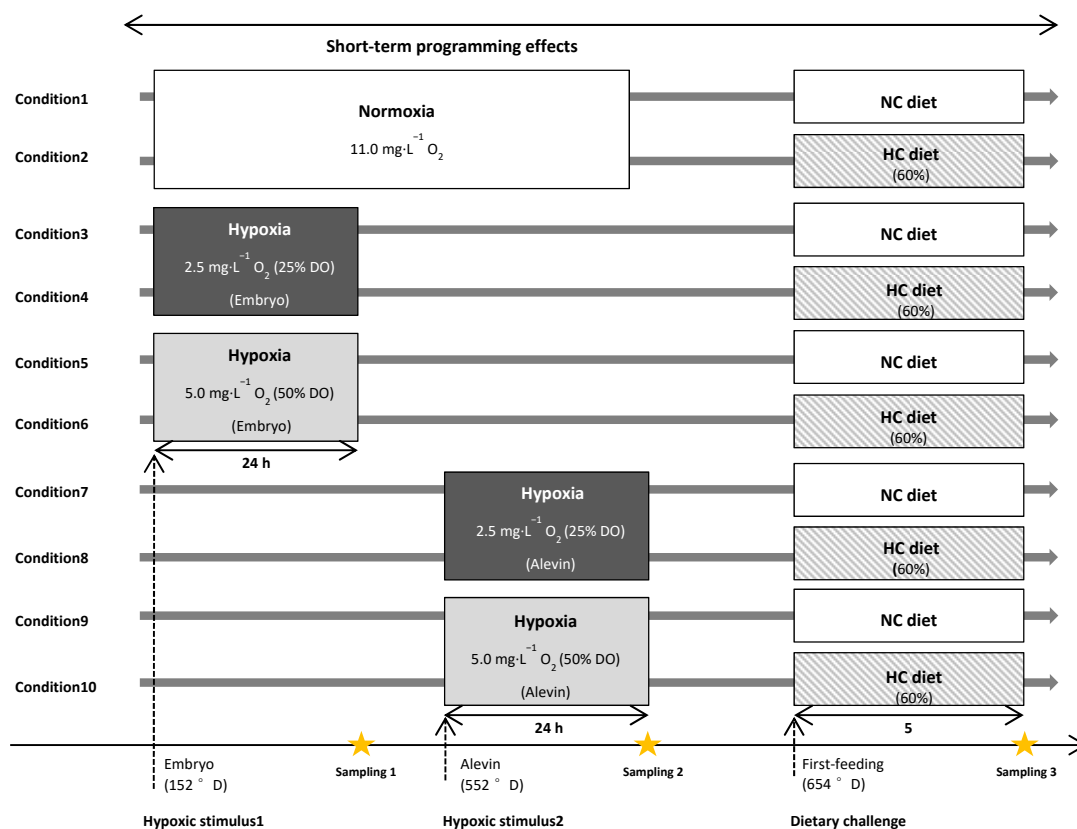 Short-term programming effects
Condition1
Normoxia
11.0 mg·L⁻¹ O₂
NC diet
Condition2
HC diet
(60%)
Condition3
Hypoxia
2.5 mg·L⁻¹ O₂ (25% DO)
(Embryo)
NC diet
Condition4
HC diet
(60%)
Condition5
Hypoxia
5.0 mg·L⁻¹ O₂ (50% DO)
(Embryo)
NC diet
Condition6
HC diet
(60%)
24 h
Condition7
Hypoxia
2.5 mg·L⁻¹ O₂ (25% DO)
(Alevin)
NC diet
Condition8
HC diet
(60%)
Condition9
Hypoxia
5.0 mg·L⁻¹ O₂ (50% DO)
(Alevin)
NC diet
Condition10
HC diet
(60%)
24 h
5
Embryo
(152 ° D)
Sampling 1
Alevin
(552 ° D)
Sampling 2
First-feeding
(654 ° D)
Sampling 3
Hypoxic stimulus1
Hypoxic stimulus2
Dietary challenge